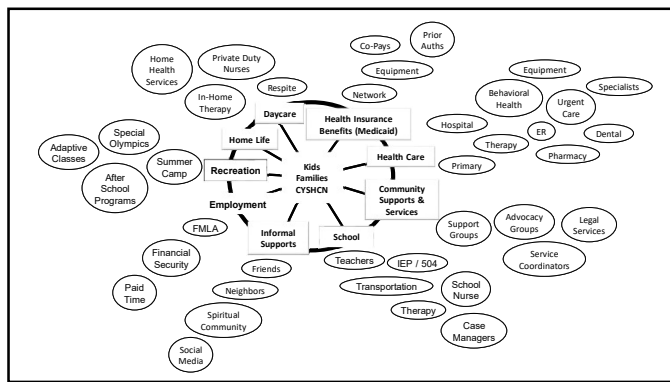 Home
Health
Services
Private Duty
Nurses
Respite
In-Home
Therapy
Daycare
Home Life
Co-Pays
Prior
Auths
Equipment
Network
Health Insurance
Benefits (Medicaid)
Equipment
Behavioral
Health
Specialists
Urgent
Care
Hospital
ER
Therapy
Dental
Pharmacy
Primary
Health Care
Adaptive
Classes
Special
Olympics
Summer
Camp
After
School
Programs
Recreation
Kids
Families
CYSHCN
Community
Supports &
Services
Employment
Informal
Supports
School
FMLA
Financial
Security
Paid
Time
Friends
Neighbors
Spiritual
Community
Social
Media
Teachers
IEP / 504
Transportation
Therapy
School
Nurse
Case
Managers
Support
Groups
Advocacy
Groups
Legal
Services
Service
Coordinators